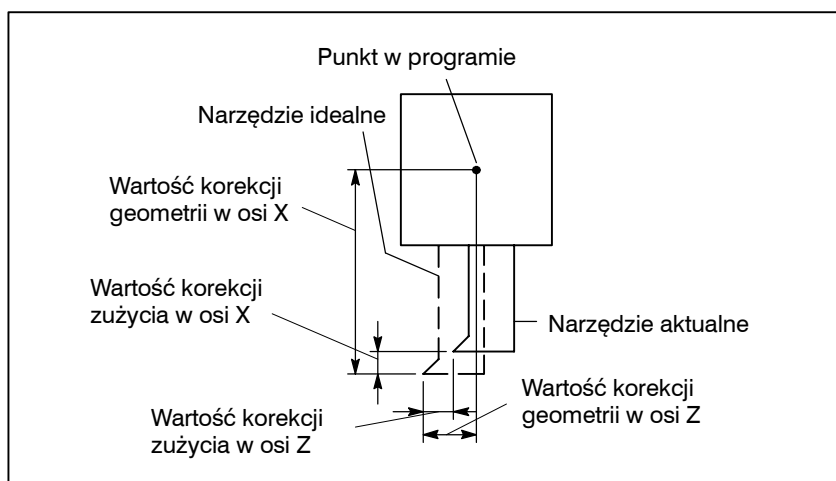 Punkt w programie
Narzędzie idealne
Wartość korekcji
geometrii w osi X
Wartość korekcji
zużycia w osi X
Narzędzie aktualne
Wartość korekcji
geometrii w osi Z
Wartość korekcji
zużycia w osi Z